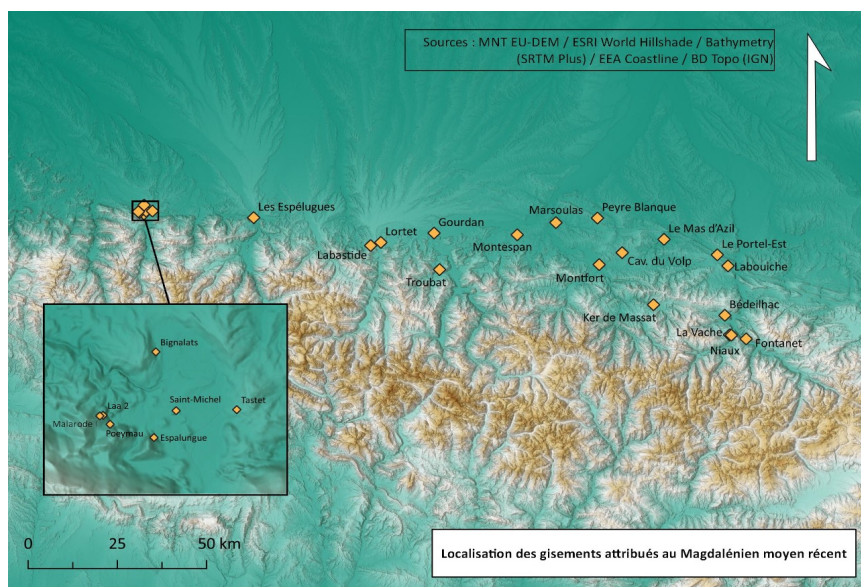 Sources : MNT EU-DEM / ESRI World Hillshade / Bathymetry
(SRTM Plus) / EEA Coastline / BD Topo (IGN)
Les Espélugues
Marsoulas
Peyre Blanque
Gourdan
Lortet
Montespan
Le Mas d'Azil
Labastide
Cav. du Volp
Le Portel-Est
Labouiche
Troubat
Montfort
Ker de Massat
Bédeilhac
La Vache
Fontanet
Niaux
Bignalats
Saint-Michel
Tastet
Laa 2
Malarode I
Poeymau
Espalungue
0 25 50 km
Localisation des gisements attribués au Magdalénien moyen récent